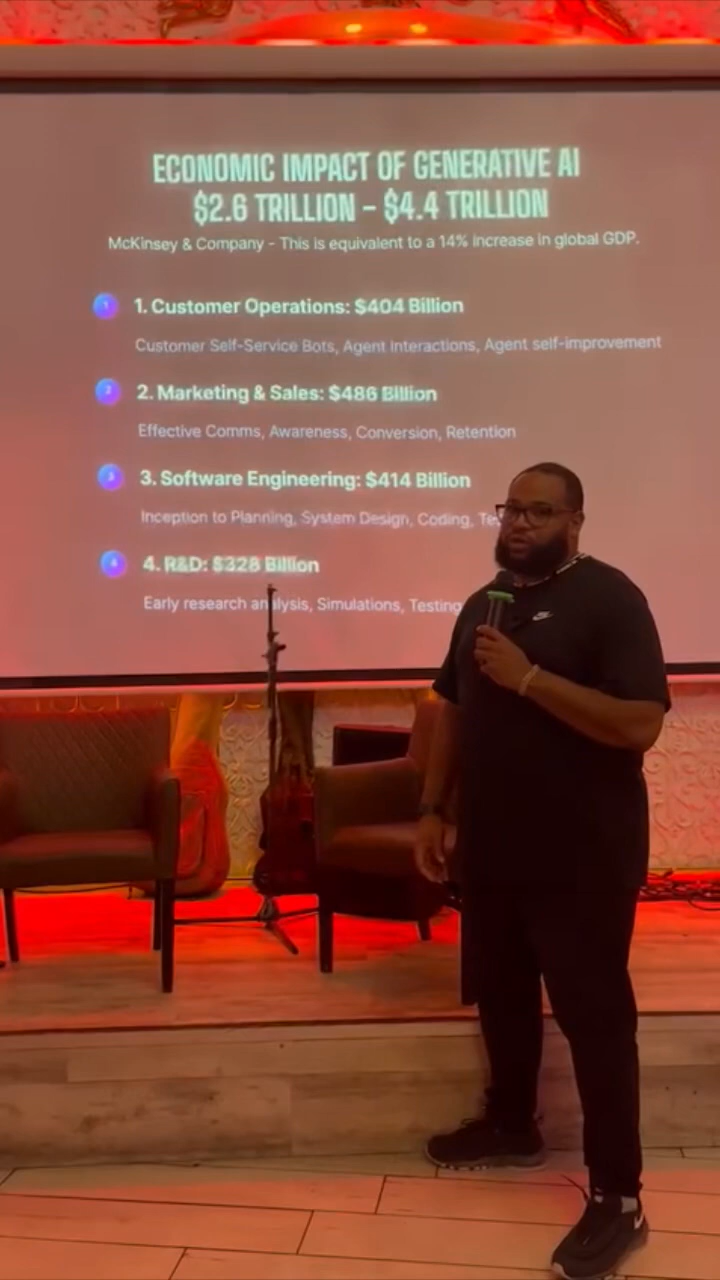 ECONOMIC IMPACT OF GENERATIVE AI
$2.6 TRILLION – $4.4 TRILLION
McKinsey & Company - This is equivalent to a 14% increase in global GDP.
1
1. Customer Operations: $404 Billion
Customer Self-Service Bots, Agent Interactions, Agent self-improvement
2
2. Marketing & Sales: $486 Billion
Effective Comms, Awareness, Conversion, Retention
3
3. Software Engineering: $414 Billion
Inception to Planning, System Design, Coding,
4
4. R&D: $328 Billion
Early research analysis, Simulations, Testing